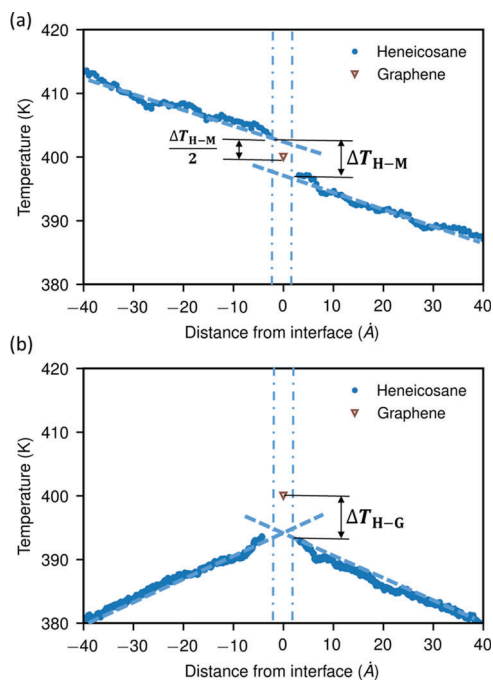 (a)
420
410
400
390
380
Temperature (K)
Heneicosane
Graphene
ΔT_H−M
2
ΔT_H−M
−40 −30 −20 −10 0 10 20 30 40
Distance from interface (Å)
(b)
420
410
400
390
380
Temperature (K)
Heneicosane
Graphene
ΔT_H−G
−40 −30 −20 −10 0 10 20 30 40
Distance from interface (Å)